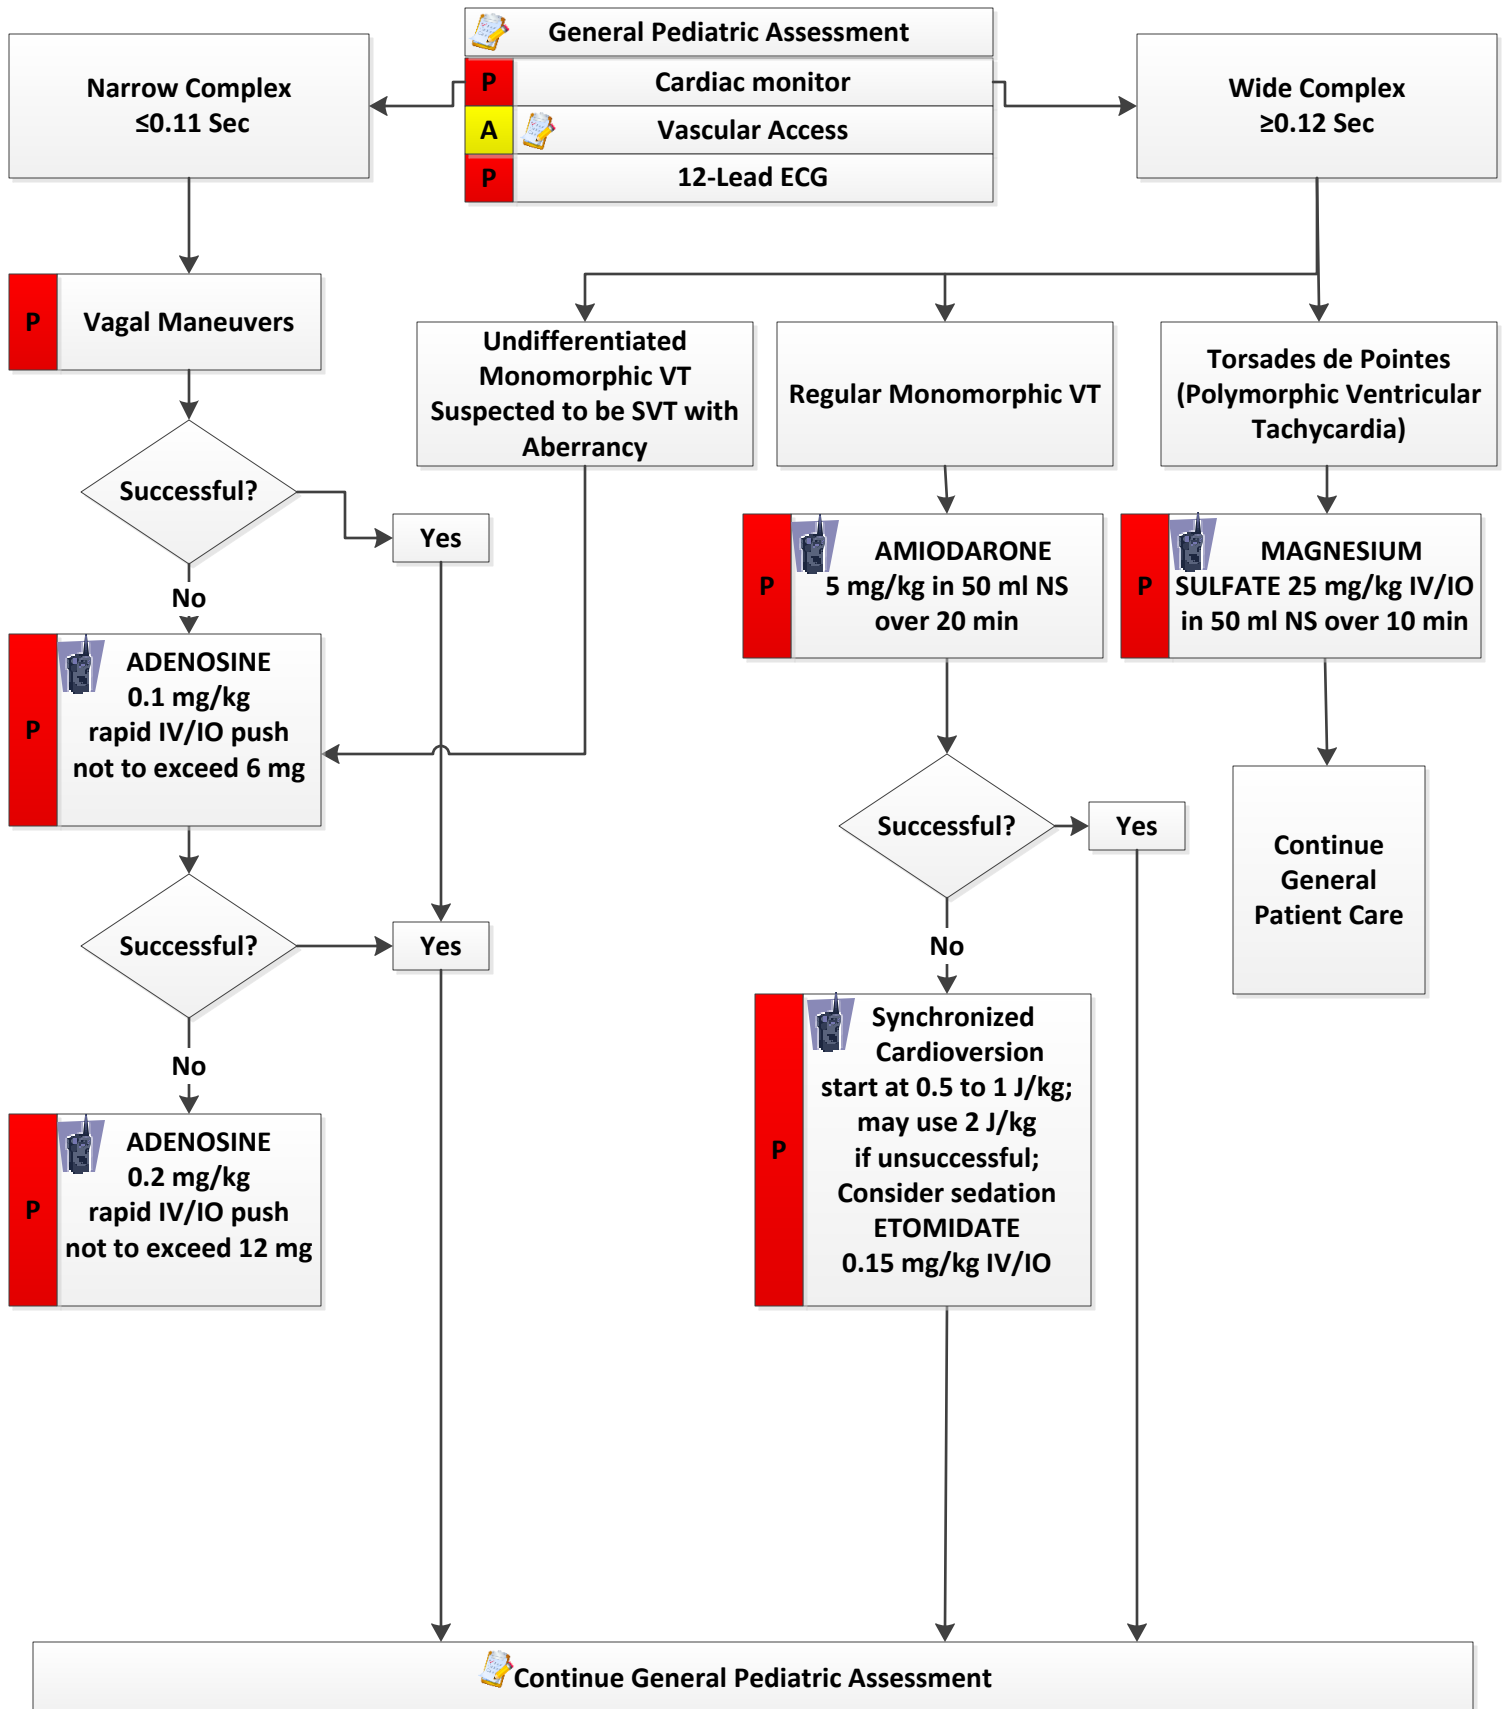 General Pediatric Assessment
P
Cardiac monitor
A
Vascular Access
P
12-Lead ECG
Narrow Complex
≤0.11 Sec
Wide Complex
≥0.12 Sec
P
Vagal Maneuvers
Successful?
Yes
No
P
ADENOSINE
0.1 mg/kg
rapid IV/IO push
not to exceed 6 mg
Successful?
Yes
No
P
ADENOSINE
0.2 mg/kg
rapid IV/IO push
not to exceed 12 mg
Undifferentiated
Monomorphic VT
Suspected to be SVT with
Aberrancy
Regular Monomorphic VT
P
AMIODARONE
5 mg/kg in 50 ml NS
over 20 min
Successful?
Yes
No
P
Synchronized
Cardioversion
start at 0.5 to 1 J/kg;
may use 2 J/kg
if unsuccessful;
Consider sedation
ETOMIDATE
0.15 mg/kg IV/IO
Torsades de Pointes
(Polymorphic Ventricular
Tachycardia)
P
MAGNESIUM
SULFATE 25 mg/kg IV/IO
in 50 ml NS over 10 min
Continue
General
Patient Care
Continue General Pediatric Assessment